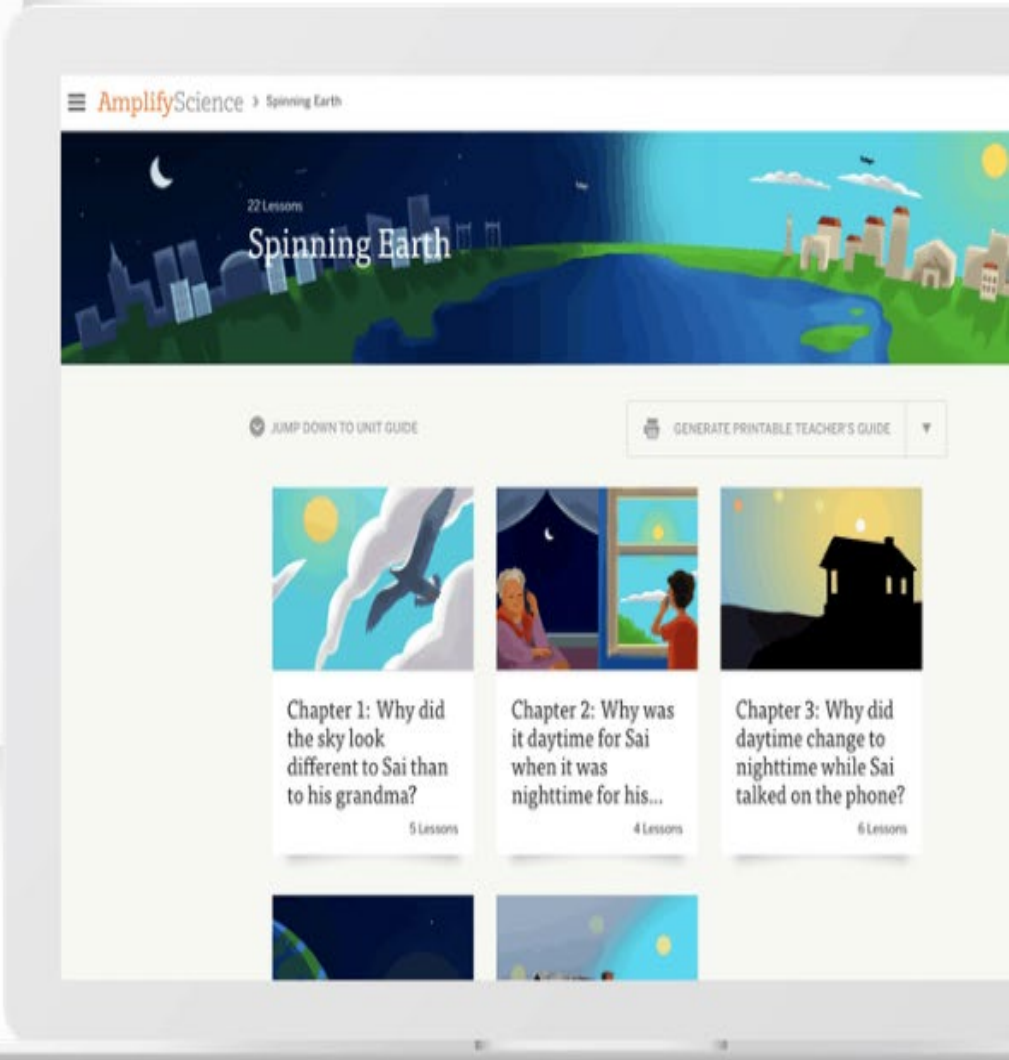 AmplifyScience > Spinning Earth
22 Lessons
Spinning Earth
JUMP DOWN TO UNIT GUIDE
GENERATE PRINTABLE TEACHER'S GUIDE
Chapter 1: Why did
the sky look
different to Sai than
to his grandma?
5 Lessons
Chapter 2: Why was
it daytime for Sai
when it was
nighttime for his...
4 Lessons
Chapter 3: Why did
daytime change to
nighttime while Sai
talked on the phone?
6 Lessons